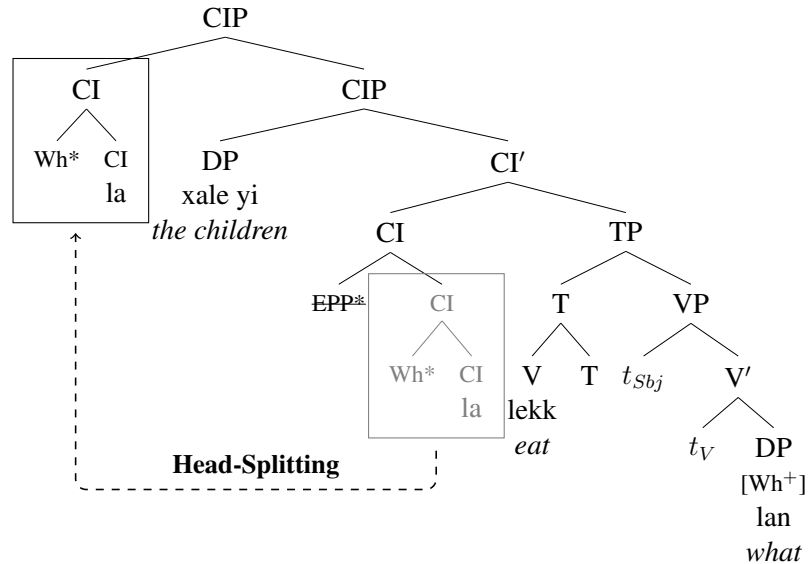 CIP
CI CIP
Wh* CI DP CI′
la xale yi
the children CI TP
EPP* CI T VP
Wh* CI V T t_Sbj V′
la lekk
eat t_V DP
Head-Splitting [Wh⁺]
lan
what